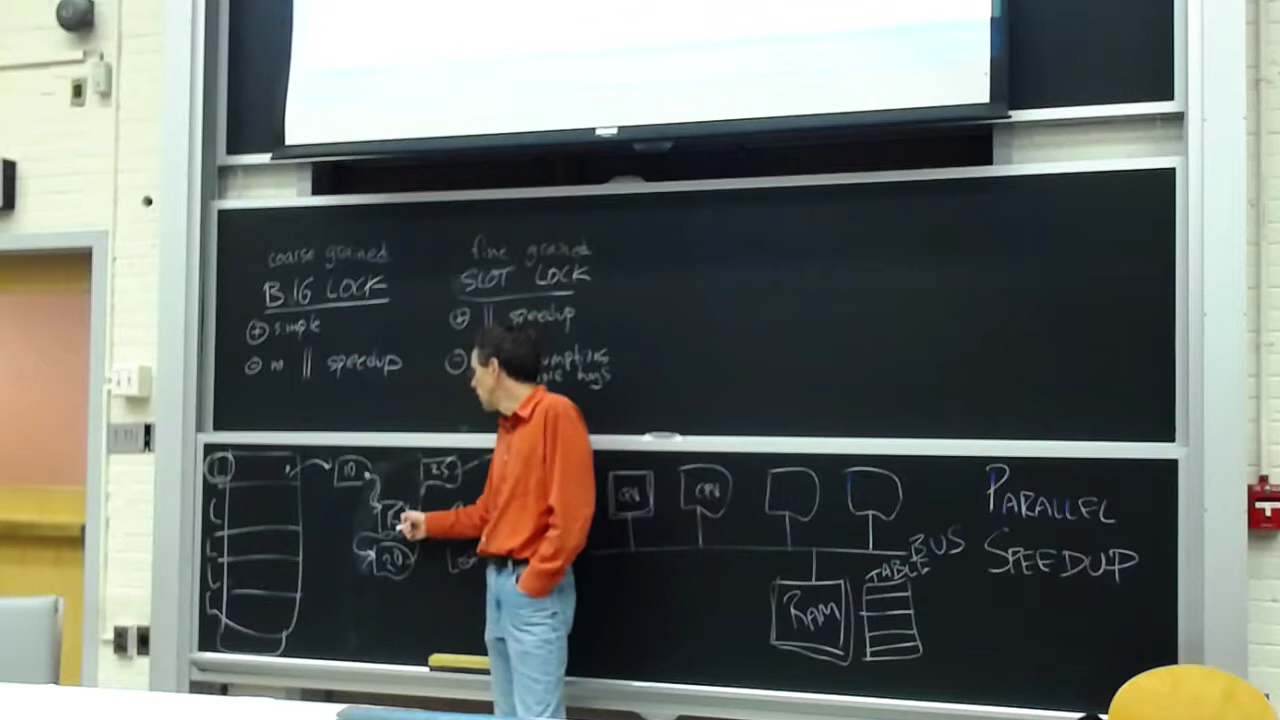 coarse grained
BIG LOCK
+ simple
- no || speedup
fine grained
SLOT LOCK
+ || speedup
-
bugs
L
10
25
20
CPU
CPU
BUS
TABLE
RAM
PARALLEL
SPEEDUP